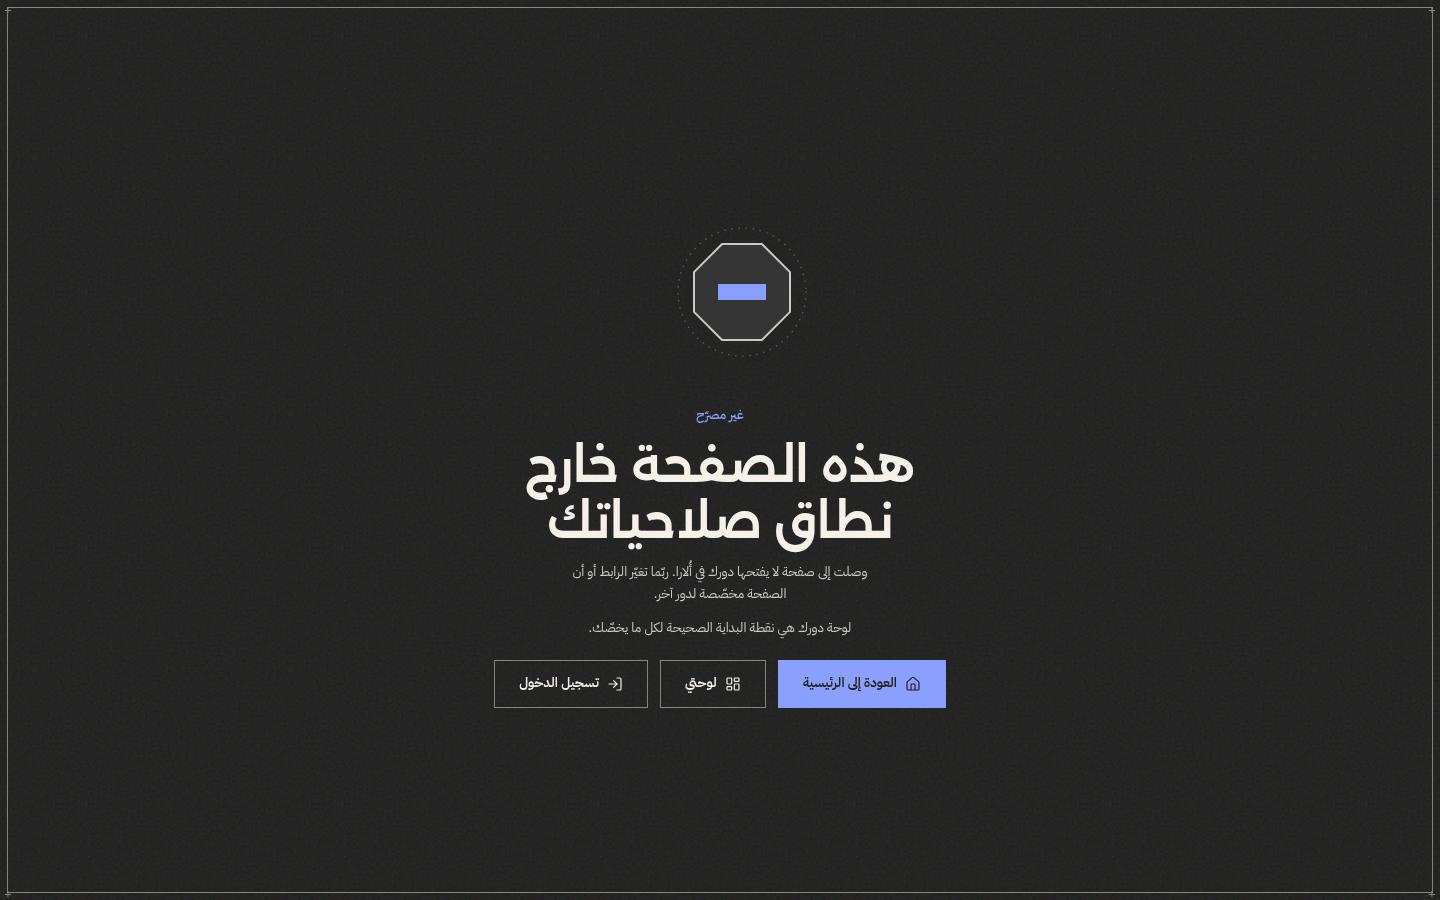 غير مصرّح
هذه الصفحة خارج
نطاق صلاحياتك
وصلت إلى صفحة لا يفتحها دورك في ألارا. ربّما تغيّر الرابط أو أن
الصفحة مخصّصة لدور آخر.
لوحة دورك هي نقطة البداية الصحيحة لكل ما يخصّك.
العودة إلى الرئيسية
لوحتي
تسجيل الدخول